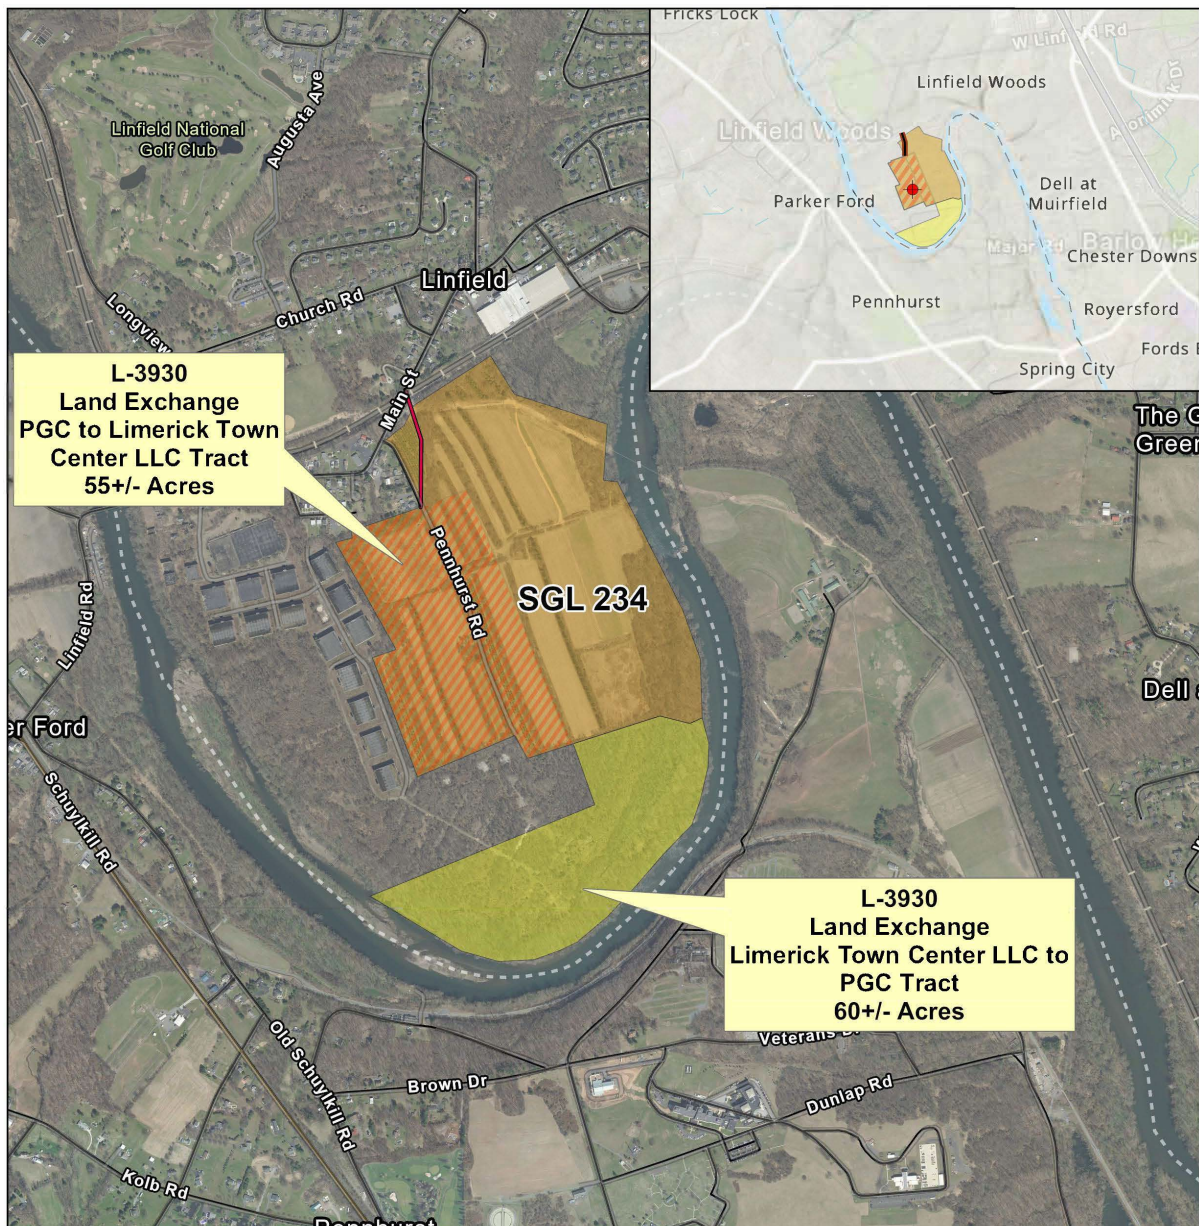 Fricks Lock
W Linfield Rd
Linfield Woods
Linfield Woods
Parker Ford
Dell at
Muirfield
Major Rd
Chester Downs
Pennhurst
Royersford
Spring City
Linfield National
Golf Club
Augusta Ave
Linfield
Church Rd
Longview
Main St
L-3930
Land Exchange
PGC to Limerick Town
Center LLC Tract
55+/- Acres
The G
Green
Pennhurst Rd
SGL 234
Linfield Rd
Dell a
er Ford
Schuylkill Rd
L-3930
Land Exchange
Limerick Town Center LLC to
PGC Tract
60+/- Acres
Veterans
Old Schuylkill Rd
Brown Dr
Dunlap Rd
Kolb Rd
Pennhurst